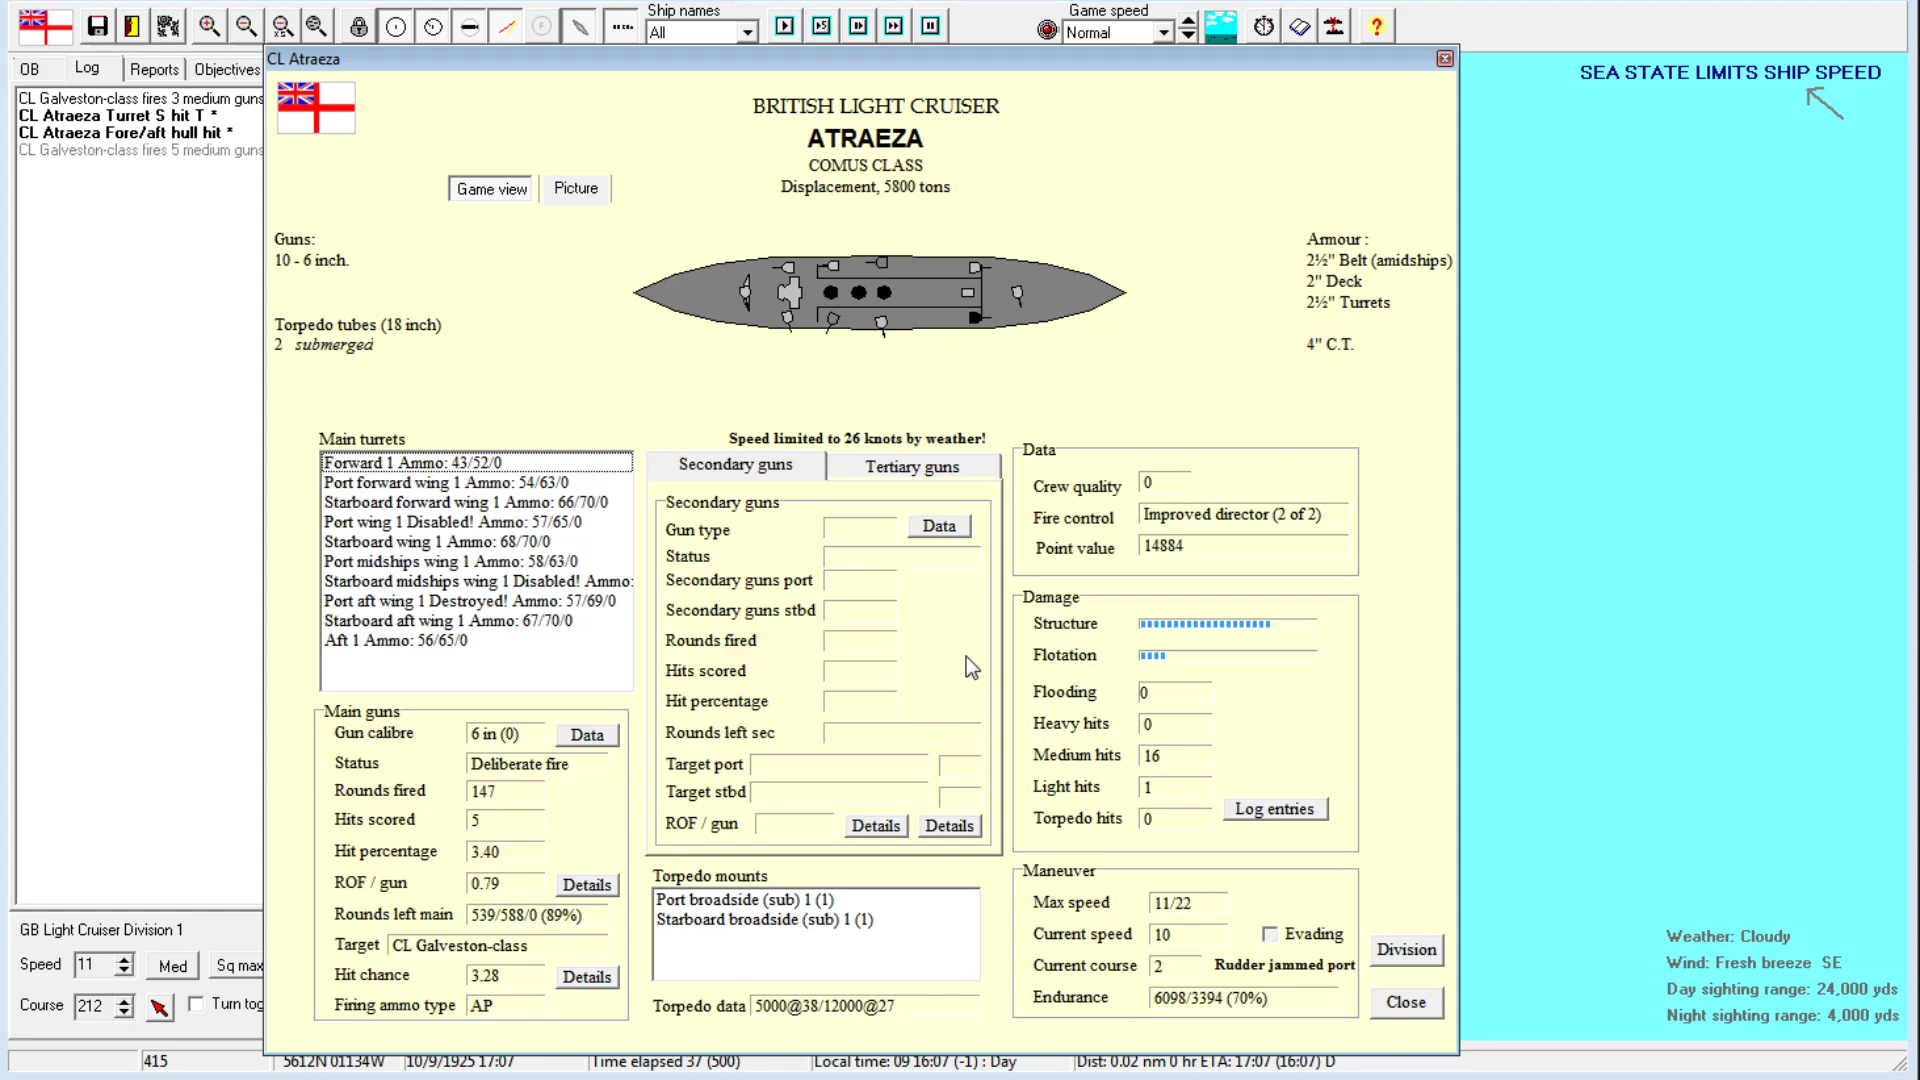 Ship names
All
Game speed
Normal
OB
Log
Reports
Objectives
CL Galveston-class fires 3 medium guns
CL Atraeza Turret S hit T *
CL Atraeza Fore/aft hull hit *
CL Galveston-class fires 5 medium guns
CL Atraeza
SEA STATE LIMITS SHIP SPEED
BRITISH LIGHT CRUISER
ATRAEZA
COMUS CLASS
Displacement, 5800 tons
Game view
Picture
Guns:
10 - 6 inch.
Torpedo tubes (18 inch)
2 submerged
Armour :
2½" Belt (amidships)
2" Deck
2½" Turrets
4" C.T.
Main turrets
Forward 1 Ammo: 43/52/0
Port forward wing 1 Ammo: 54/63/0
Starboard forward wing 1 Ammo: 66/70/0
Port wing 1 Disabled! Ammo: 57/65/0
Starboard wing 1 Ammo: 68/70/0
Port midships wing 1 Ammo: 58/63/0
Starboard midships wing 1 Disabled! Ammo:
Port aft wing 1 Destroyed! Ammo: 57/69/0
Starboard aft wing 1 Ammo: 67/70/0
Aft 1 Ammo: 56/65/0
Main guns
Gun calibre 6 in (0) Data
Status Deliberate fire
Rounds fired 147
Hits scored 5
Hit percentage 3.40
ROF / gun 0.79 Details
Rounds left main 539/588/0 (89%)
Target CL Galveston-class
Hit chance 3.28 Details
Firing ammo type AP
Speed limited to 26 knots by weather!
Secondary guns
Tertiary guns
Secondary guns
Gun type Data
Status
Secondary guns port
Secondary guns stbd
Rounds fired
Hits scored
Hit percentage
Rounds left sec
Target port
Target stbd
ROF / gun Details Details
Torpedo mounts
Port broadside (sub) 1 (1)
Starboard broadside (sub) 1 (1)
Torpedo data 5000@38/12000@27
Data
Crew quality 0
Fire control Improved director (2 of 2)
Point value 14884
Damage
Structure
Flotation
Flooding 0
Heavy hits 0
Medium hits 16
Light hits 1
Log entries
Torpedo hits 0
Maneuver
Max speed 11/22
Current speed 10 Evading
Current course 2 Rudder jammed port
Endurance 6098/3394 (70%)
Division
Close
GB Light Cruiser Division 1
Speed 11 Med Sq max
Course 212 Turn tog
Weather: Cloudy
Wind: Fresh breeze SE
Day sighting range: 24,000 yds
Night sighting range: 4,000 yds
415
5612N 01134W
10/9/1925 17:07
Time elapsed 37 (500)
Local time: 09 16:07 (-1) : Day
Dist: 0.02 nm 0 hr ETA: 17:07 (16:07) D